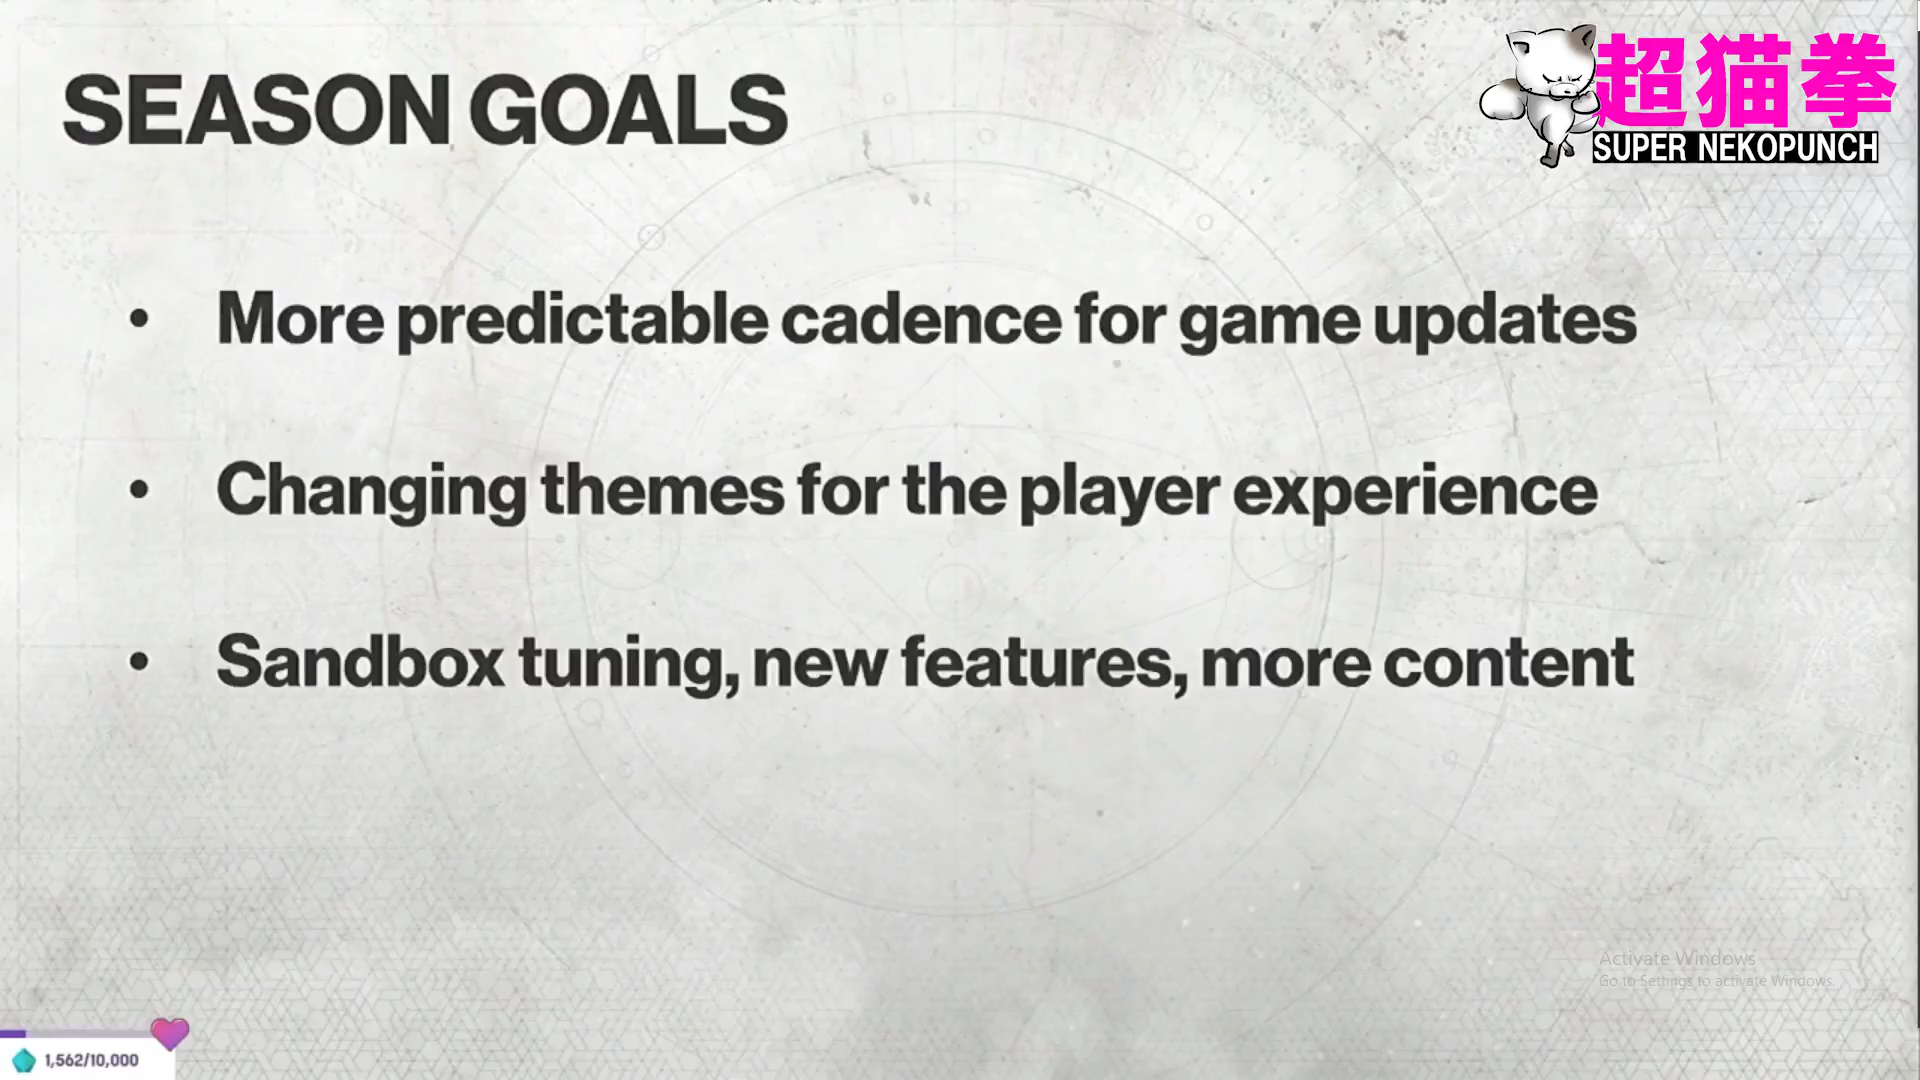 SEASON GOALS
超猫拳
SUPER NEKOPUNCH
• More predictable cadence for game updates
• Changing themes for the player experience
• Sandbox tuning, new features, more content
Activate Windows
Go to Settings to activate Windows.
1,562/10,000